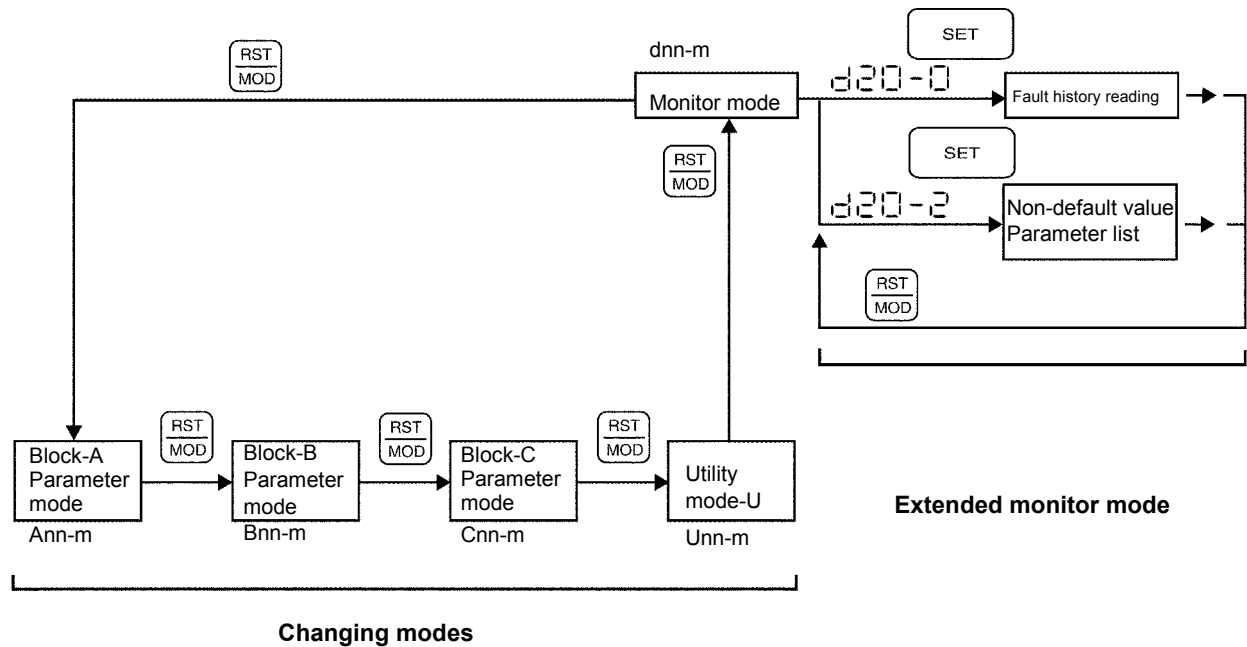 SET
RST
MOD
dnn-m
d20-0
Monitor mode
Fault history reading
RST
MOD
SET
d20-2
Non-default value
Parameter list
RST
MOD
RST
MOD
RST
MOD
RST
MOD
Block-A
Parameter
mode
Block-B
Parameter
mode
Block-C
Parameter
mode
Utility
mode-U
Extended monitor mode
Ann-m
Bnn-m
Cnn-m
Unn-m
Changing modes